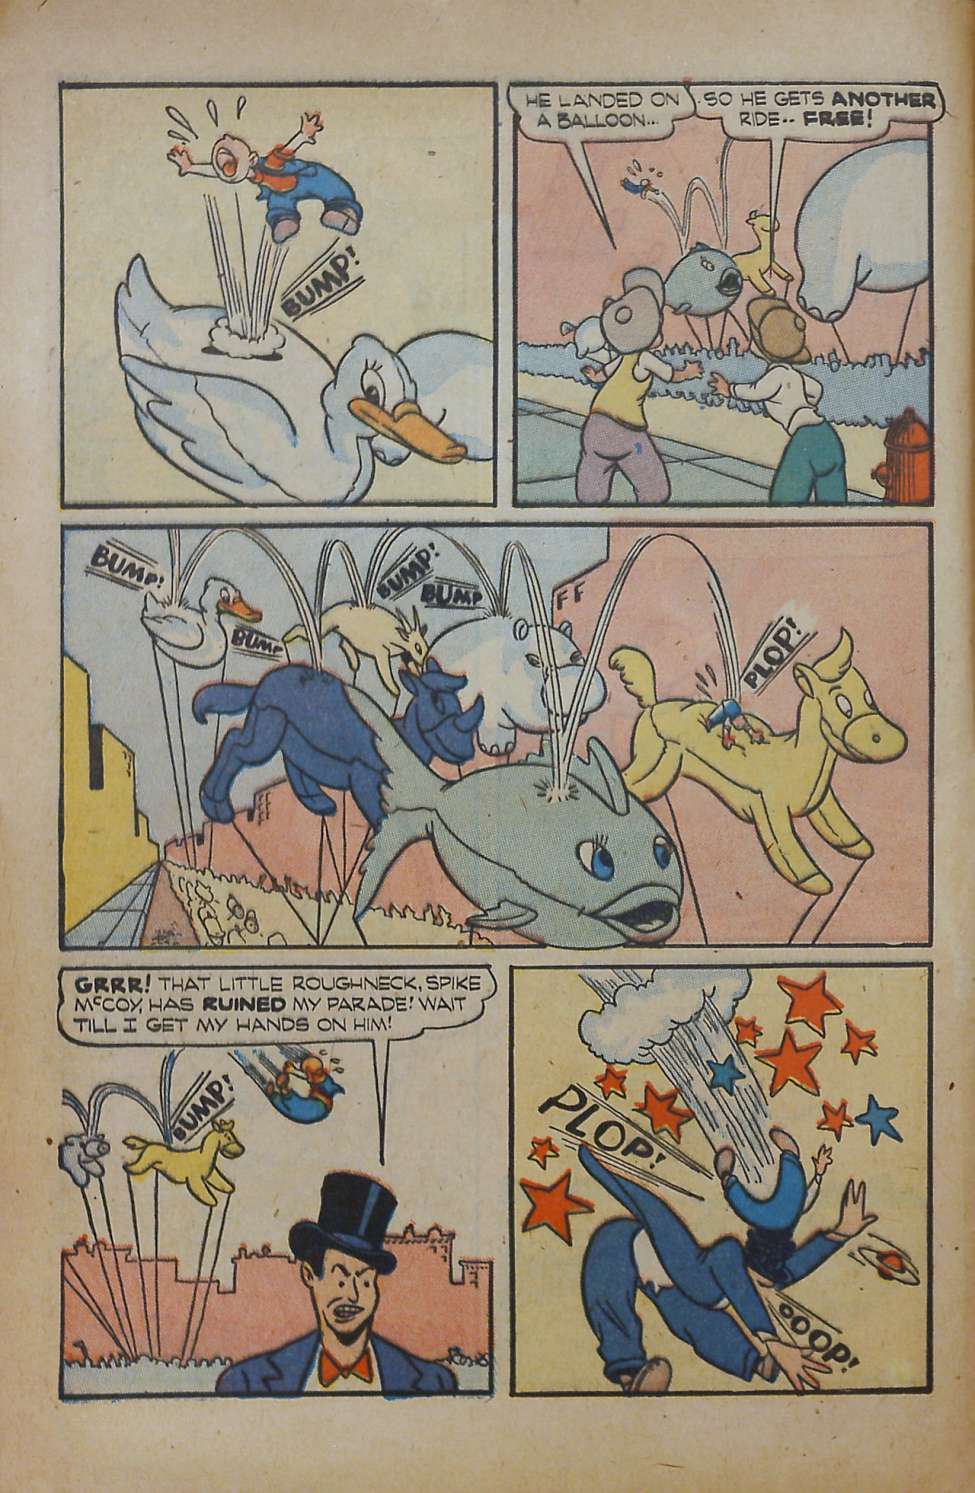 BUMP!
HE LANDED ON
A BALLOON...
SO HE GETS ANOTHER
RIDE-- FREE!
BUMP!
BUMP
BUMP!
BUMP
PLOP!
GRRR! THAT LITTLE ROUGHNECK, SPIKE
McCOY, HAS RUINED MY PARADE! WAIT
TILL I GET MY HANDS ON HIM!
BUMP!
PLOP!
OOOP!